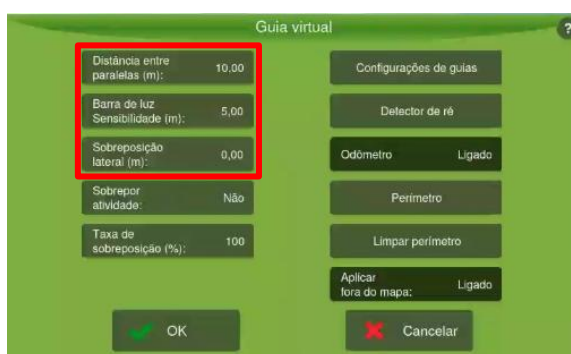 Guia virtual
?
Distância entre
paralelas (m):
10,00
Barra de luz
Sensibilidade (m):
5,00
Sobreposição
lateral (m):
0,00
Sobrepor
atividade:
Não
Taxa de
sobreposição (%):
100
OK
Configurações de guias
Detector de ré
Odômetro
Ligado
Perímetro
Limpar perímetro
Aplicar
fora do mapa:
Ligado
Cancelar